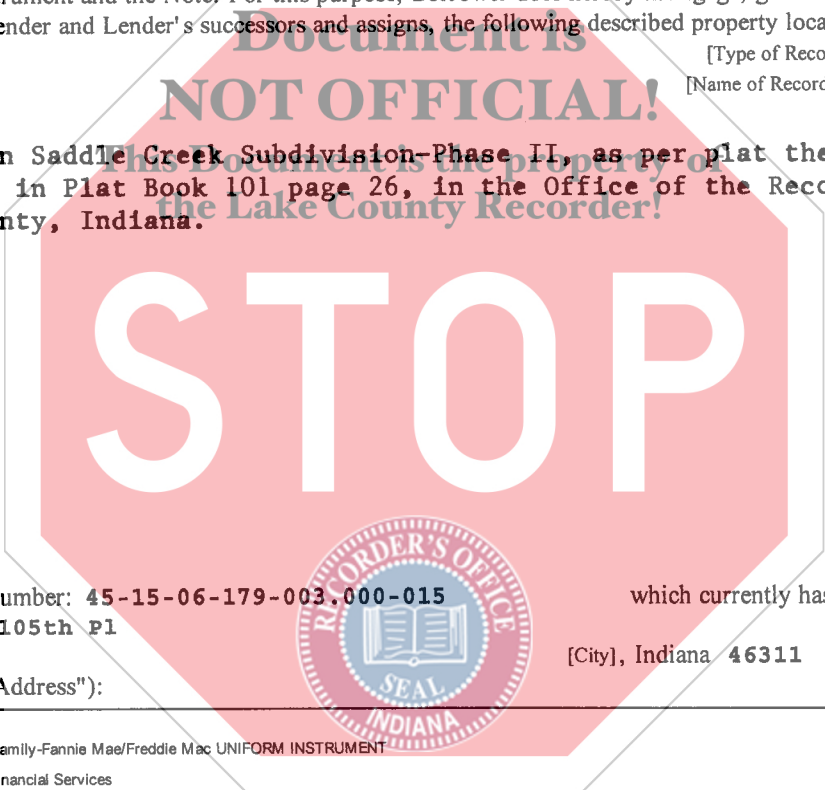 ender and Lender's successors and assigns, the following described property loca
Document is
[Type of Reco
NOT OFFICIAL!
[Name of Record
n Saddle Creek Subdivision-Phase II, as per plat the
This Document is the property of
in Plat Book 101 page 26, in the Office of the Reco
the Lake County Recorder!
nty, Indiana.
STOP
RECORDER'S OFFICE
umber: 45-15-06-179-003.000-015 which currently has
105th Pl
[City], Indiana 46311
SEAL
Address"):
INDIANA
amily-Fannie Mae/Freddie Mac UNIFORM INSTRUMENT
nancial Services